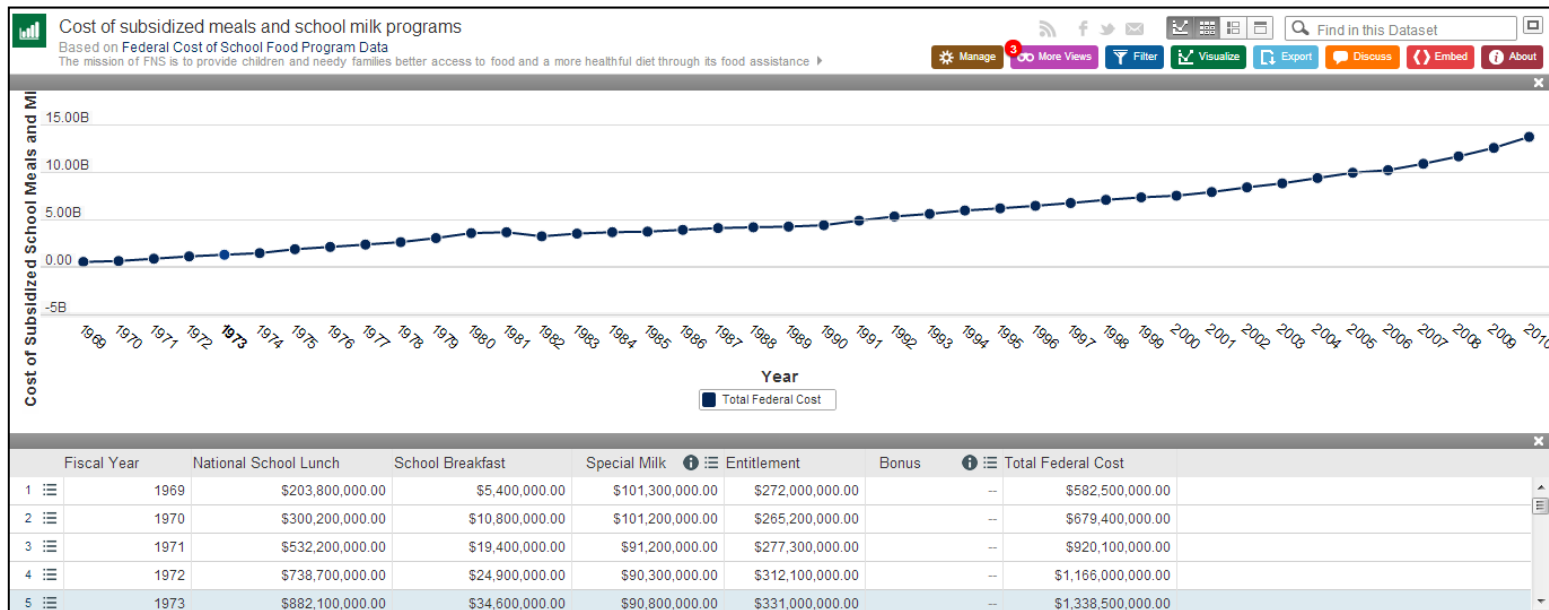 Cost of subsidized meals and school milk programs
Based on Federal Cost of School Food Program Data
The mission of FNS is to provide children and needy families better access to food and a more healthful diet through its food assistance
Find in this Dataset
Manage 3 More Views Filter Visualize Export Discuss Embed About
Cost of Subsidized School Meals and Mi
15.00B
10.00B
5.00B
0.00
-5B
1969 1970 1971 1972 1973 1974 1975 1976 1977 1978 1979 1980 1981 1982 1983 1984 1985 1986 1987 1988 1989 1990 1991 1992 1993 1994 1995 1996 1997 1998 1999 2000 2001 2002 2003 2004 2005 2006 2007 2008 2009 2010
Year
Total Federal Cost
Fiscal Year National School Lunch School Breakfast Special Milk Entitlement Bonus Total Federal Cost
1 1969 $203,800,000.00 $5,400,000.00 $101,300,000.00 $272,000,000.00 -- $582,500,000.00
2 1970 $300,200,000.00 $10,800,000.00 $101,200,000.00 $265,200,000.00 -- $679,400,000.00
3 1971 $532,200,000.00 $19,400,000.00 $91,200,000.00 $277,300,000.00 -- $920,100,000.00
4 1972 $738,700,000.00 $24,900,000.00 $90,300,000.00 $312,100,000.00 -- $1,166,000,000.00
5 1973 $882,100,000.00 $34,600,000.00 $90,800,000.00 $331,000,000.00 -- $1,338,500,000.00